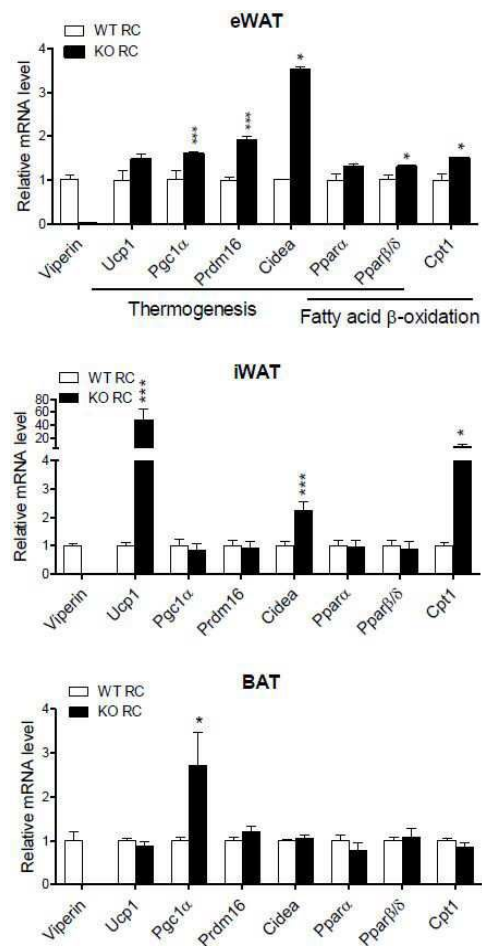 eWAT
WT RC
KO RC
Relative mRNA level
4
3
2
1
0
*** *** * * *
Viperin Ucp1 Pgc1α Prdm16 Cidea Pparα Pparβ/δ Cpt1
Thermogenesis
Fatty acid β-oxidation
iWAT
WT RC
KO RC
Relative mRNA level
80
60
40
20
4
3
2
1
0
*** *** *
Viperin Ucp1 Pgc1α Prdm16 Cidea Pparα Pparβ/δ Cpt1
BAT
WT RC
KO RC
Relative mRNA level
4
3
2
1
0
*
Viperin Ucp1 Pgc1α Prdm16 Cidea Pparα Pparβ/δ Cpt1